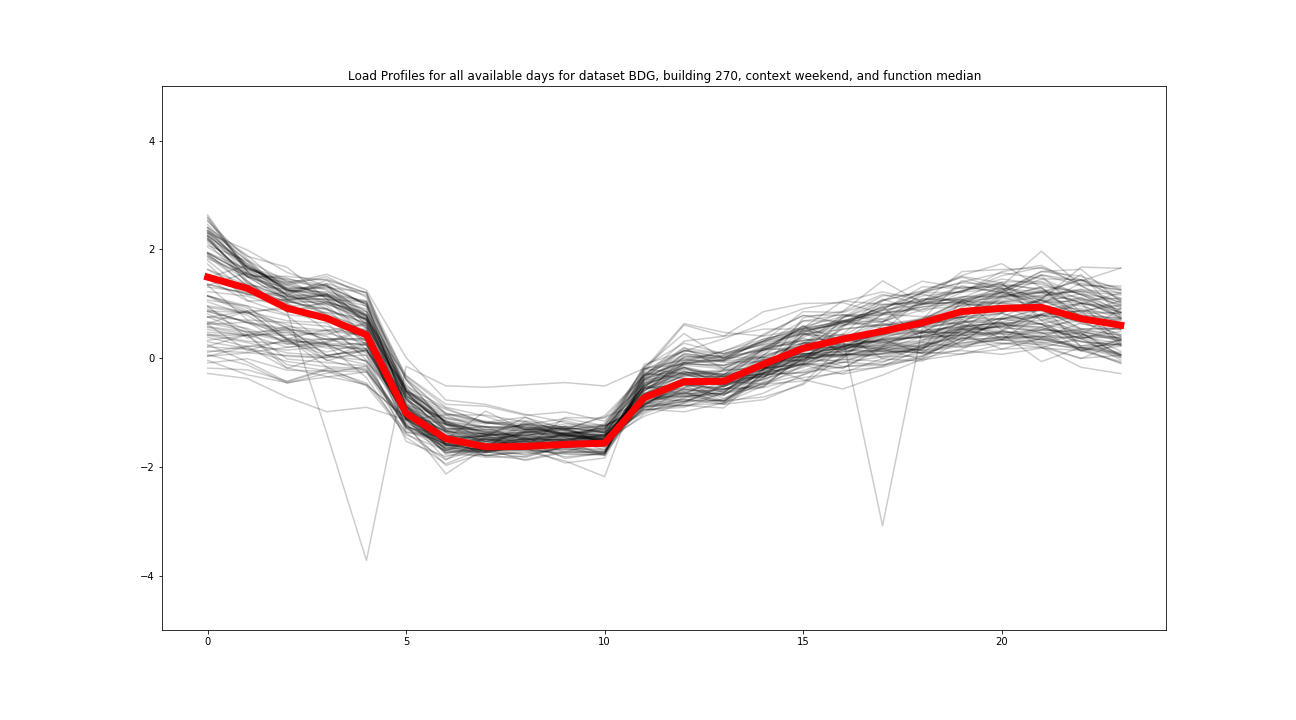 Load Profiles for all available days for dataset BDG, building 270, context weekend, and function median
4
2
0
−2
−4
0 5 10 15 20